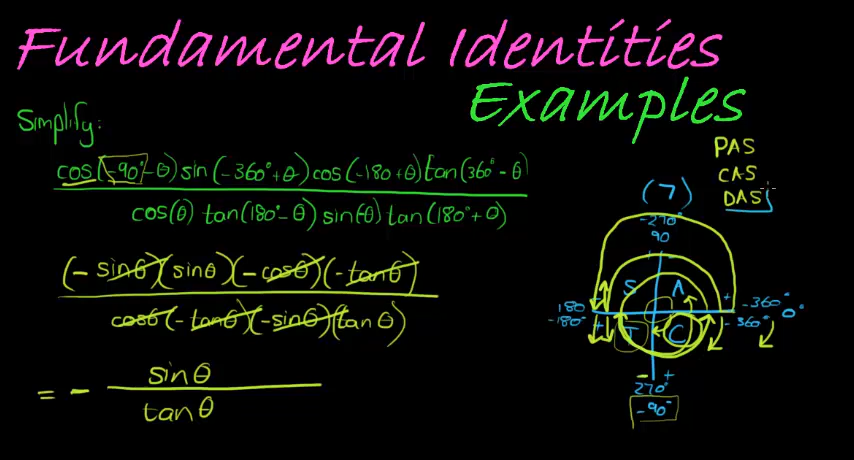 Fundamental Identities
Examples
Simplify:
cos(-90°-θ) sin(-360°+θ) cos(-180+θ) tan(360°-θ)
cos(θ) tan(180°-θ) sin(-θ) tan(180°+θ)
(-sinθ)(sinθ)(-cosθ)(-tanθ)
cosθ(-tanθ)(-sinθ)(tanθ)
= - sinθ
tanθ
PAS
CAS
DAS
(7)
-270°
90
S A
180 + + -360° 0°
-180° + - -360°
T C
- +
270°
-90°